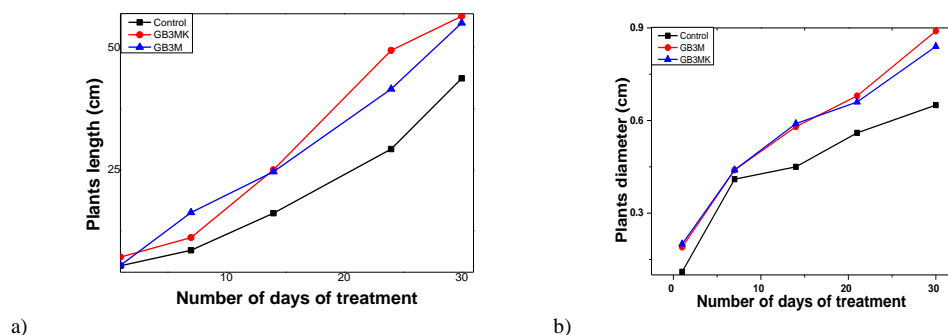 Control
GB3MK
GB3M
50
25
Plants length (cm)
10
20
30
Number of days of treatment
a)
Control
GB3M
GB3MK
0.9
0.6
0.3
Plants diameter (cm)
0
10
20
30
Number of days of treatment
b)